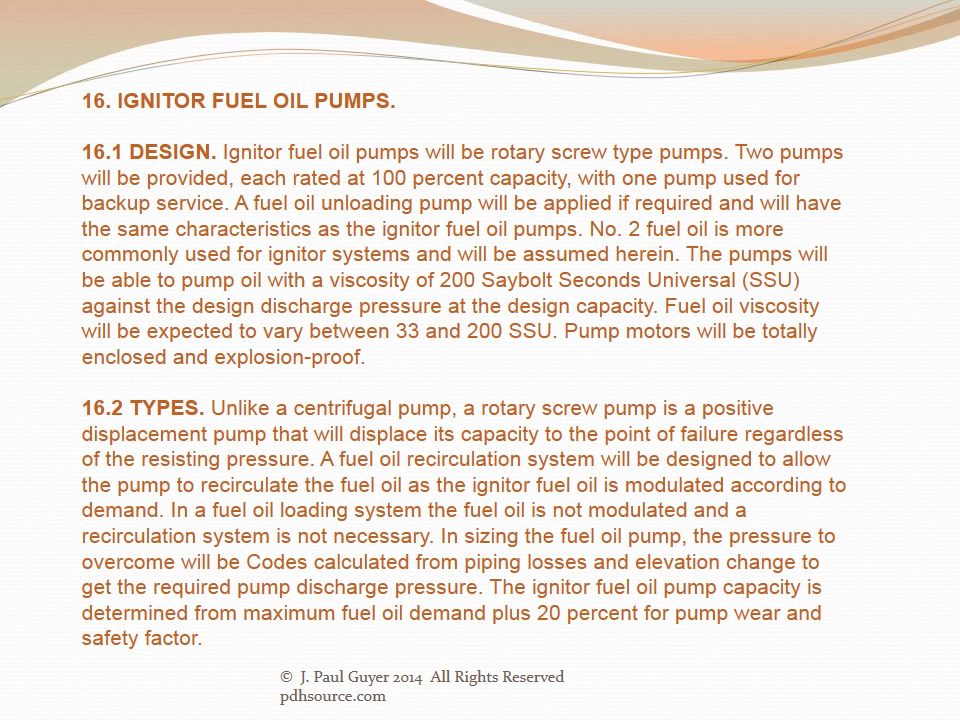 16. IGNITOR FUEL OIL PUMPS.
16.1 DESIGN. Ignitor fuel oil pumps will be rotary screw type pumps. Two pumps
will be provided, each rated at 100 percent capacity, with one pump used for
backup service. A fuel oil unloading pump will be applied if required and will have
the same characteristics as the ignitor fuel oil pumps. No. 2 fuel oil is more
commonly used for ignitor systems and will be assumed herein. The pumps will
be able to pump oil with a viscosity of 200 Saybolt Seconds Universal (SSU)
against the design discharge pressure at the design capacity. Fuel oil viscosity
will be expected to vary between 33 and 200 SSU. Pump motors will be totally
enclosed and explosion-proof.
16.2 TYPES. Unlike a centrifugal pump, a rotary screw pump is a positive
displacement pump that will displace its capacity to the point of failure regardless
of the resisting pressure. A fuel oil recirculation system will be designed to allow
the pump to recirculate the fuel oil as the ignitor fuel oil is modulated according to
demand. In a fuel oil loading system the fuel oil is not modulated and a
recirculation system is not necessary. In sizing the fuel oil pump, the pressure to
overcome will be Codes calculated from piping losses and elevation change to
get the required pump discharge pressure. The ignitor fuel oil pump capacity is
determined from maximum fuel oil demand plus 20 percent for pump wear and
safety factor.
© J. Paul Guyer 2014 All Rights Reserved
pdhsource.com